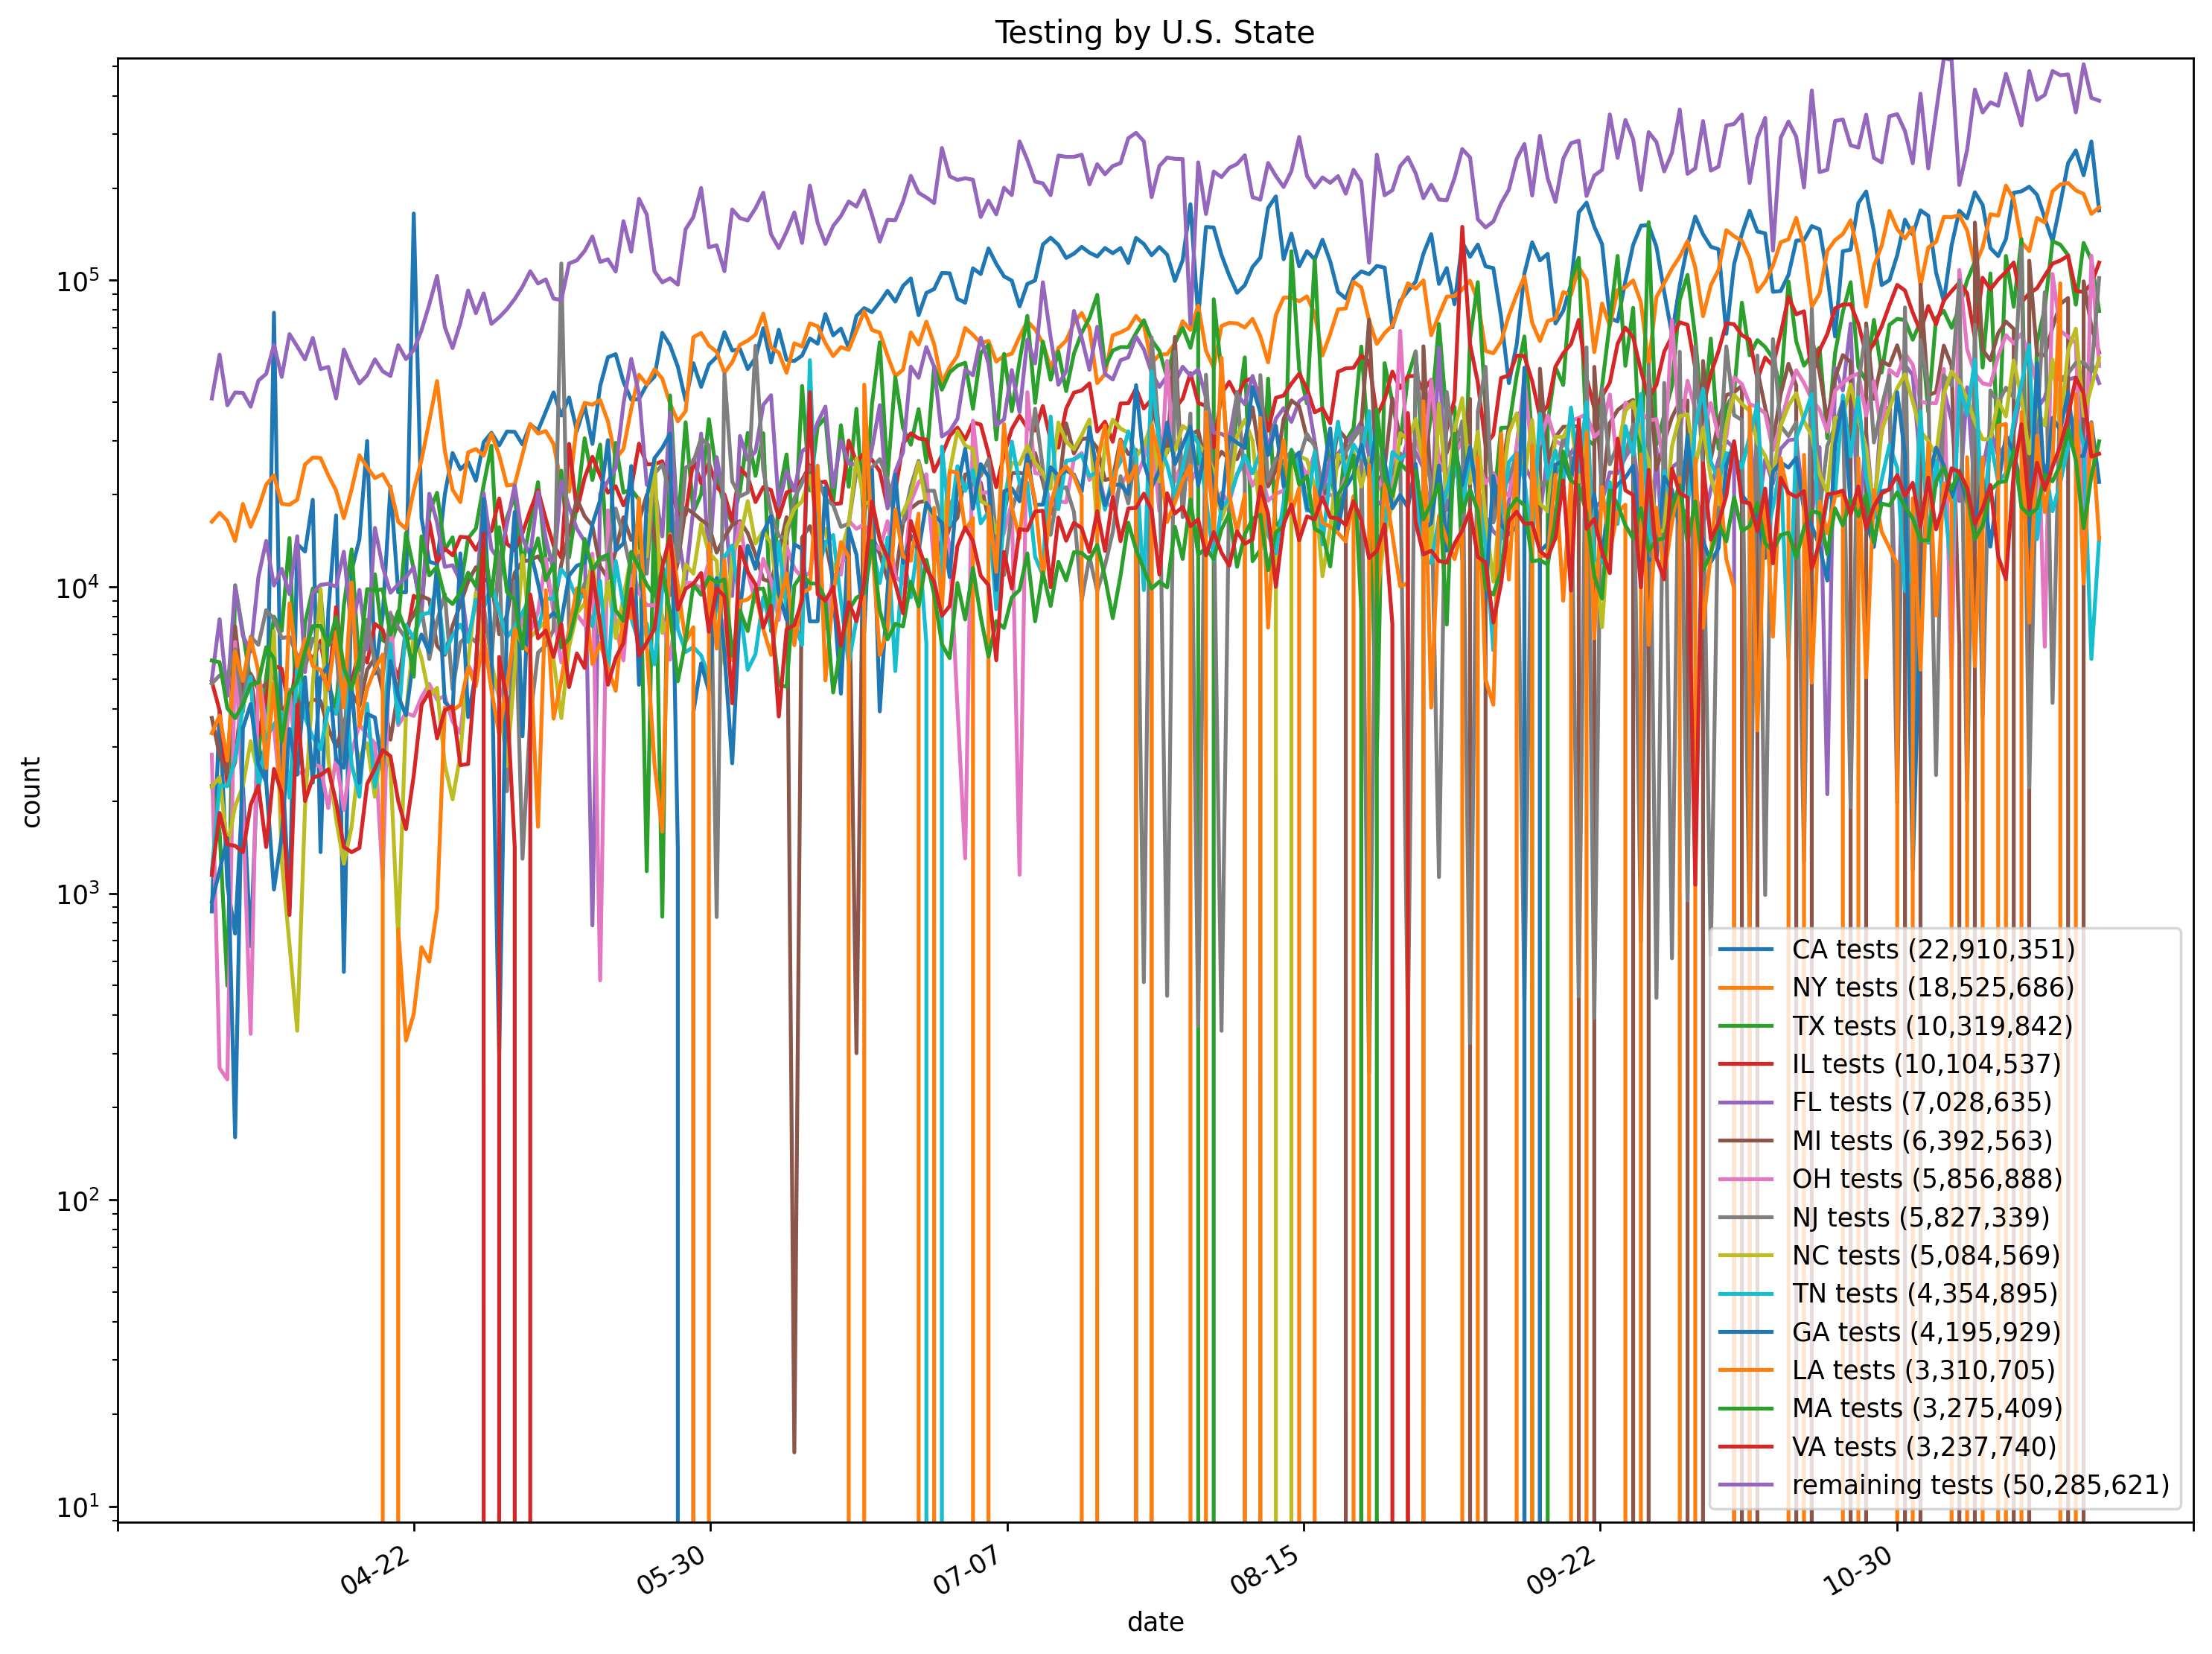 Testing by U.S. State
count
10^5
10^4
10^3
10^2
10^1
04-22
05-30
07-07
08-15
09-22
10-30
date
CA tests (22,910,351)
NY tests (18,525,686)
TX tests (10,319,842)
IL tests (10,104,537)
FL tests (7,028,635)
MI tests (6,392,563)
OH tests (5,856,888)
NJ tests (5,827,339)
NC tests (5,084,569)
TN tests (4,354,895)
GA tests (4,195,929)
LA tests (3,310,705)
MA tests (3,275,409)
VA tests (3,237,740)
remaining tests (50,285,621)